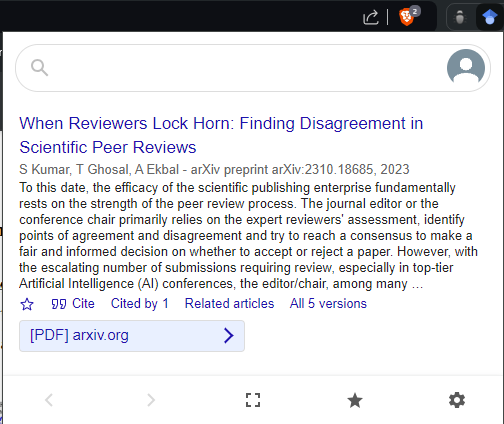 2
When Reviewers Lock Horn: Finding Disagreement in
Scientific Peer Reviews
S Kumar, T Ghosal, A Ekbal - arXiv preprint arXiv:2310.18685, 2023
To this date, the efficacy of the scientific publishing enterprise fundamentally
rests on the strength of the peer review process. The journal editor or the
conference chair primarily relies on the expert reviewers' assessment, identify
points of agreement and disagreement and try to reach a consensus to make a
fair and informed decision on whether to accept or reject a paper. However, with
the escalating number of submissions requiring review, especially in top-tier
Artificial Intelligence (AI) conferences, the editor/chair, among many …
Cite Cited by 1 Related articles All 5 versions
[PDF] arxiv.org